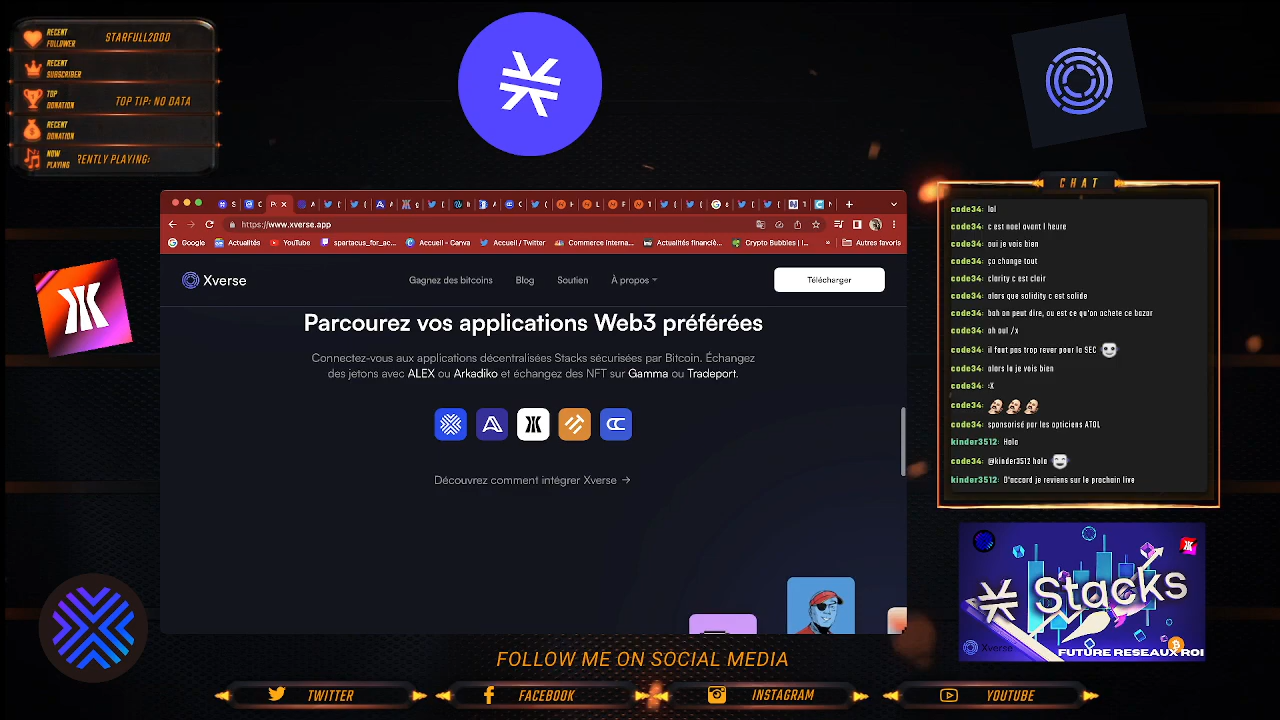 RECENT FOLLOWER STARFULL2000
RECENT SUBSCRIBER
TOP DONATION TOP TIP: NO DATA
RECENT DONATION
NOW PLAYING RENTLY PLAYING:
https://www.xverse.app
Google Actualités YouTube spartacus_for_ac... Accueil – Canva Accueil / Twitter Commerce Interna... Actualités financiè... Crypto Bubbles | I... » Autres favoris
Xverse Gagnez des bitcoins Blog Soutien À propos Télécharger
Parcourez vos applications Web3 préférées
Connectez-vous aux applications décentralisées Stacks sécurisées par Bitcoin. Échangez
des jetons avec ALEX ou Arkadiko et échangez des NFT sur Gamma ou Tradeport.
Découvrez comment intégrer Xverse →
CHAT
code34: lol
code34: c est noel avant l heure
code34: oui je vois bien
code34: ça change tout
code34: clarity c est clair
code34: alors que solidity c est solide
code34: bah on peut dire, ou est ce qu'on achete ce bazar
code34: ah oui /x
code34: il faut pas trop rever pour la SEC
code34: alors la je vois bien
code34: :X
code34:
code34: sponsorisé par les opticiens ATOL
kinder3512: Hola
code34: @kinder3512 hola
kinder3512: D'accord je reviens sur le prochain live
Stacks
Xverse
FUTURE RESEAUX ROI
FOLLOW ME ON SOCIAL MEDIA
TWITTER FACEBOOK INSTAGRAM YOUTUBE